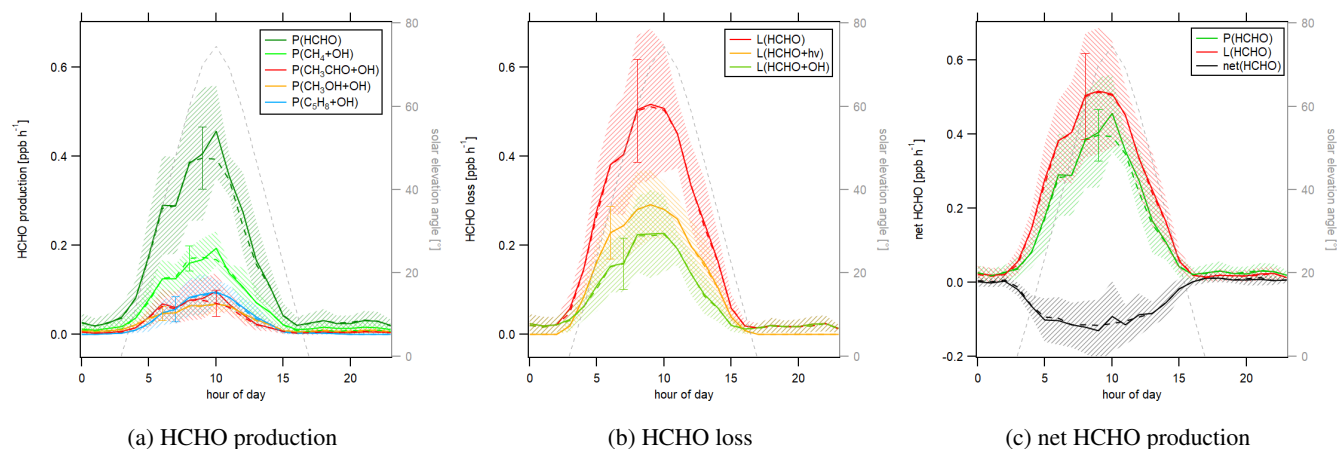 HCHO production [ppb h⁻¹]
0.6
0.4
0.2
0.0
P(HCHO)
P(CH₄+OH)
P(CH₃CHO+OH)
P(CH₃OH+OH)
P(C₅H₈+OH)
80
60
40
20
0
solar elevation angle [°]
0 5 10 15 20
hour of day
(a) HCHO production
HCHO loss [ppb h⁻¹]
0.6
0.4
0.2
0.0
L(HCHO)
L(HCHO+hv)
L(HCHO+OH)
80
60
40
20
0
solar elevation angle [°]
0 5 10 15 20
hour of day
(b) HCHO loss
net HCHO [ppb h⁻¹]
0.6
0.4
0.2
0.0
-0.2
P(HCHO)
L(HCHO)
net(HCHO)
80
60
40
20
0
solar elevation angle [°]
0 5 10 15 20
hour of day
(c) net HCHO production